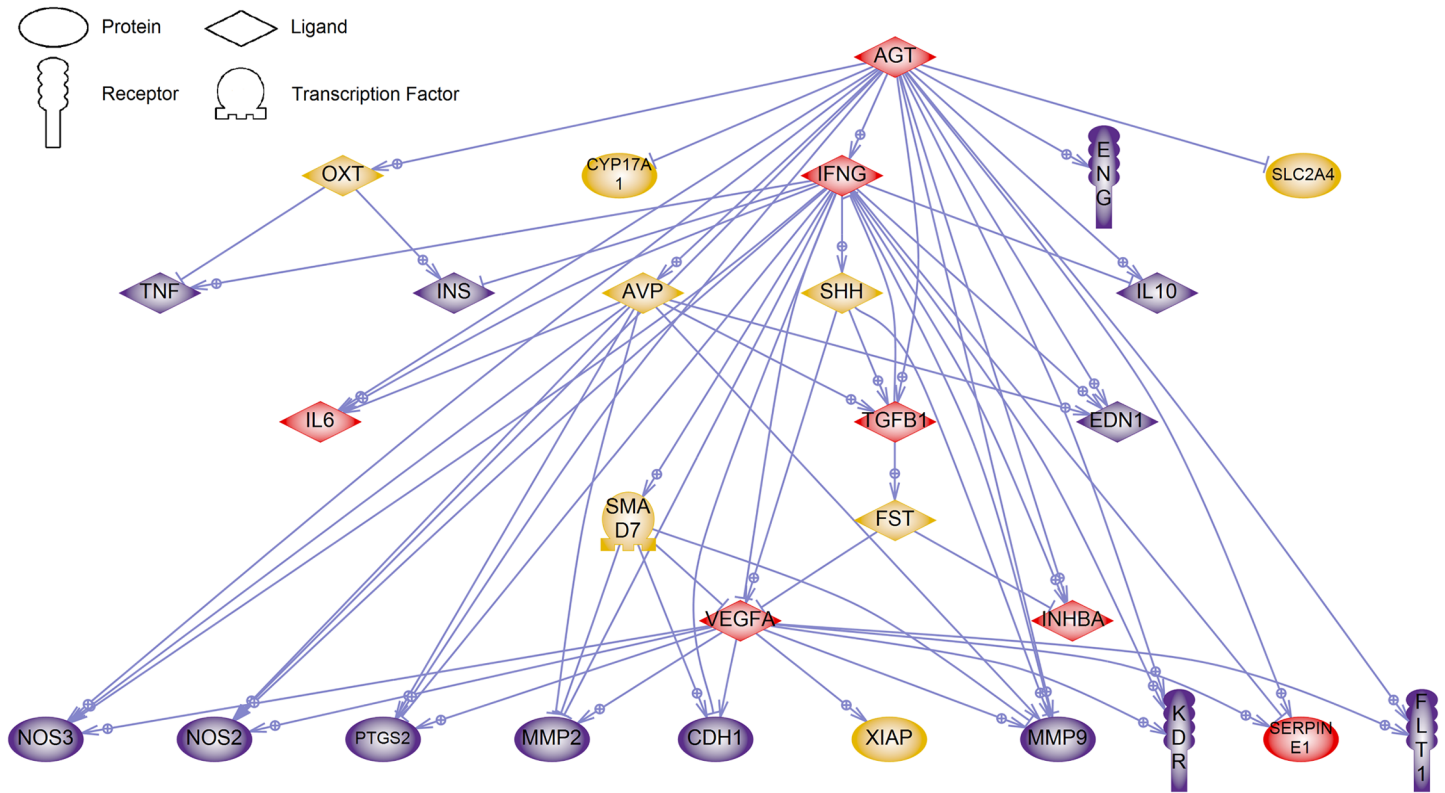 Protein
Ligand
Receptor
Transcription Factor
AGT
OXT
CYP17A
1
IFNG
E
N
G
SLC2A4
TNF
INS
AVP
SHH
IL10
IL6
TGFB1
EDN1
SMA
D7
FST
VEGFA
INHBA
NOS3
NOS2
PTGS2
MMP2
CDH1
XIAP
MMP9
K
D
R
SERPIN
E1
F
L
T
1